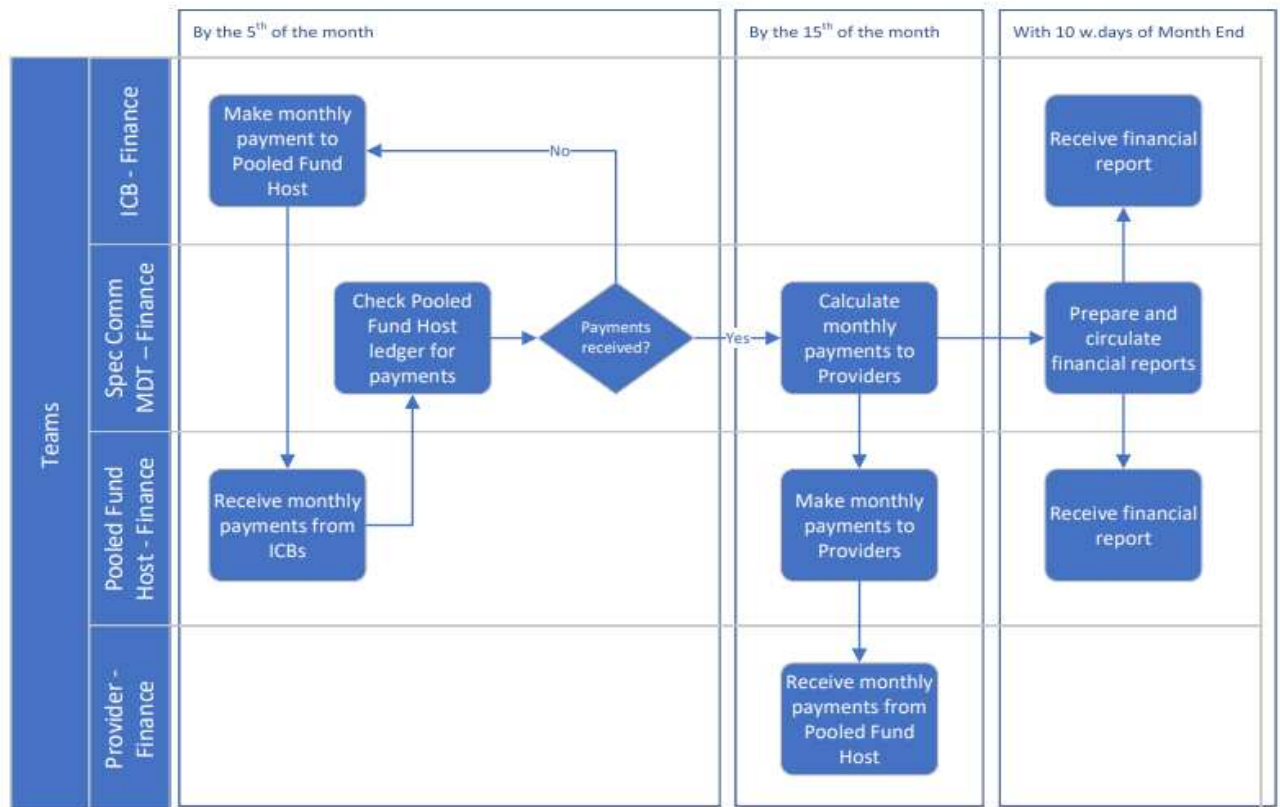 By the 5th of the month
By the 15th of the month
With 10 w.days of Month End
Teams
ICB - Finance
Make monthly
payment to
Pooled Fund
Host
No
Receive financial
report
Spec Comm
MDT – Finance
Check Pooled
Fund Host
ledger for
payments
Payments
received?
Yes
Calculate
monthly
payments to
Providers
Prepare and
circulate
financial reports
Pooled Fund
Host - Finance
Receive monthly
payments from
ICBs
Make monthly
payments to
Providers
Receive financial
report
Provider -
Finance
Receive monthly
payments from
Pooled Fund
Host